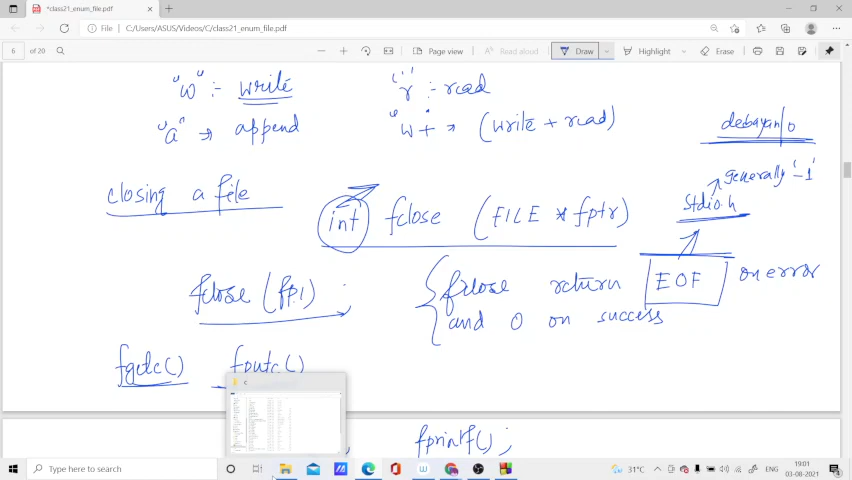 *class21_enum_file.pdf
File
C:/Users/ASUS/Videos/C/class21_enum_file.pdf
6 of 20
Page view
Read aloud
Draw
Highlight
Erase
"w" :- write
"r" :- read
"a" → append
"w+ → (write + read)
debayan/0
closing a file
generally '-1'
stdio.h
int fclose (FILE * fptr)
fclose (fp1) ;
fclose return EOF on error
and 0 on success
fgetc() fputc()
C
fprintf() ;
Type here to search
31°C
ENG
19:01
03-08-2021
4